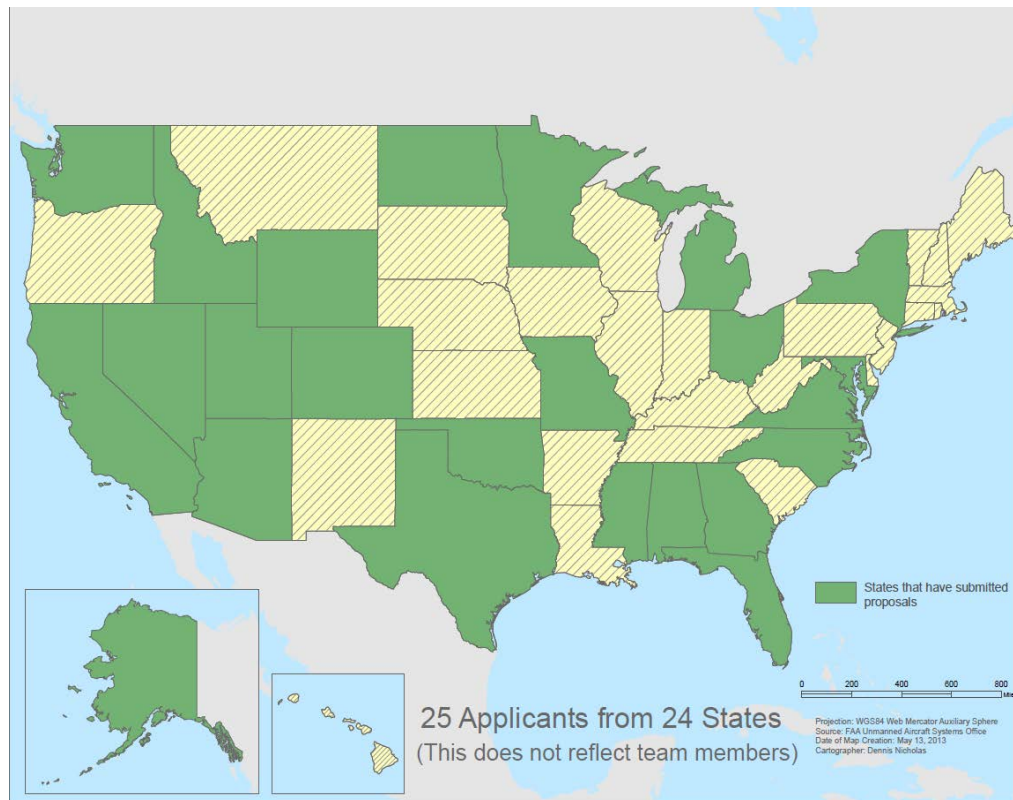 States that have submitted
proposals
0 200 400 600 800
Miles
25 Applicants from 24 States
(This does not reflect team members)
Projection: WGS84 Web Mercator Auxiliary Sphere
Source: FAA Unmanned Aircraft Systems Office
Date of Map Creation: May 13, 2013
Cartographer: Dennis Nicholas